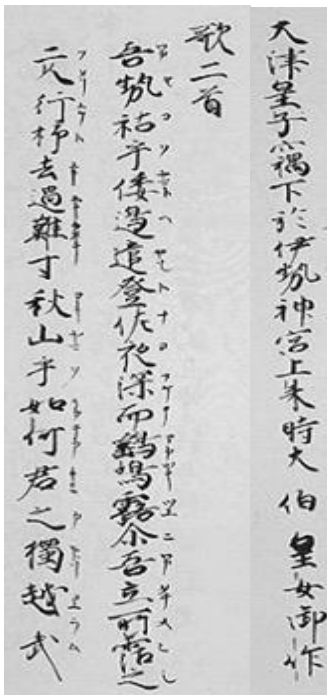 大津皇子竊下於伊勢神宮上来時大伯皇女御作
歌二首
吾勢祜乎倭邊遣登佐夜深而鷄鳴露尓吾立所霑之
二人行杼去過難寸秋山乎如何君之獨越武